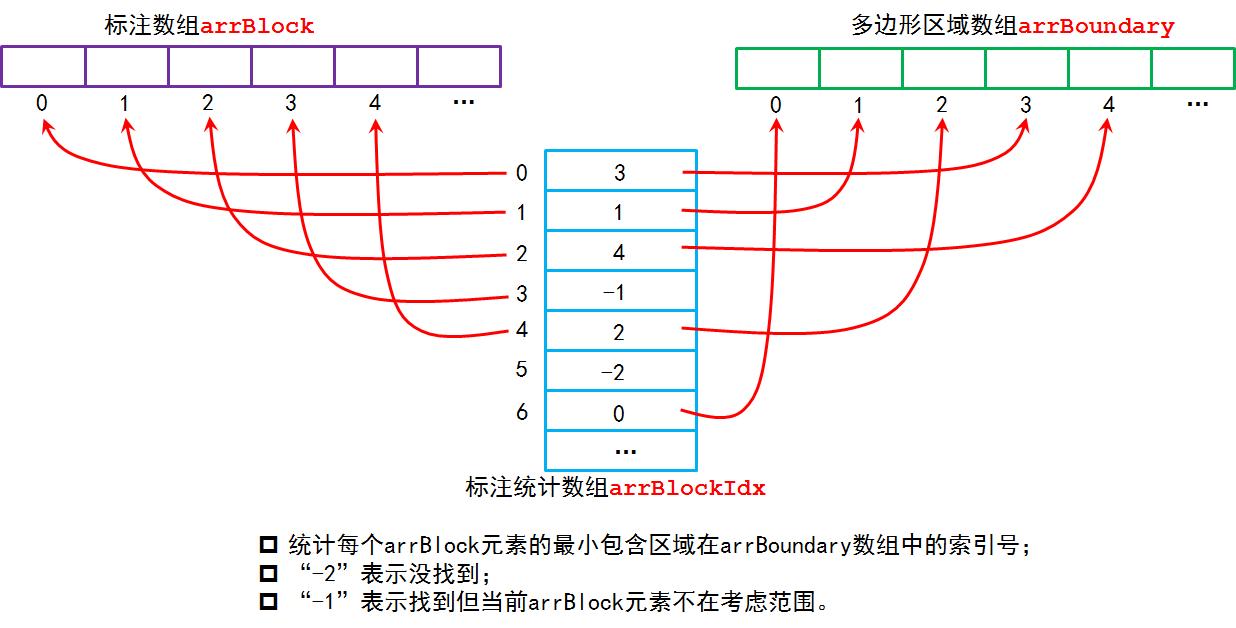 标注数组arrBlock
多边形区域数组arrBoundary
0 1 2 3 4 ...
0 1 2 3 4 ...
0 3
1 1
2 4
3 -1
4 2
5 -2
6 0
...
标注统计数组arrBlockIdx
统计每个arrBlock元素的最小包含区域在arrBoundary数组中的索引号；
“-2”表示没找到；
“-1”表示找到但当前arrBlock元素不在考虑范围。